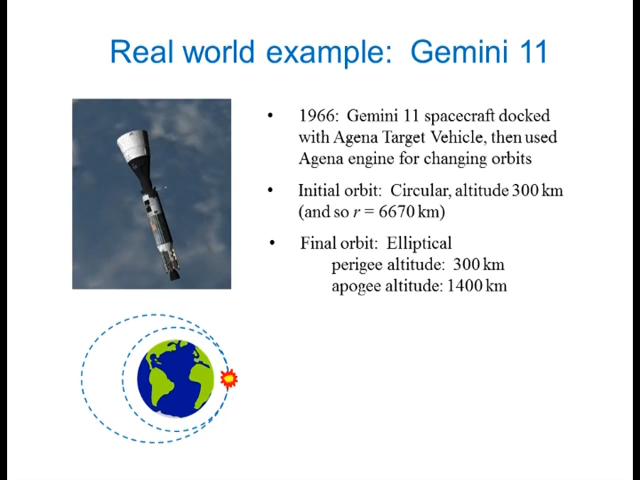 Real world example:  Gemini 11
• 1966:  Gemini 11 spacecraft docked
with Agena Target Vehicle, then used
Agena engine for changing orbits
• Initial orbit:  Circular, altitude 300 km
(and so r = 6670 km)
• Final orbit:  Elliptical
perigee altitude:  300 km
apogee altitude: 1400 km